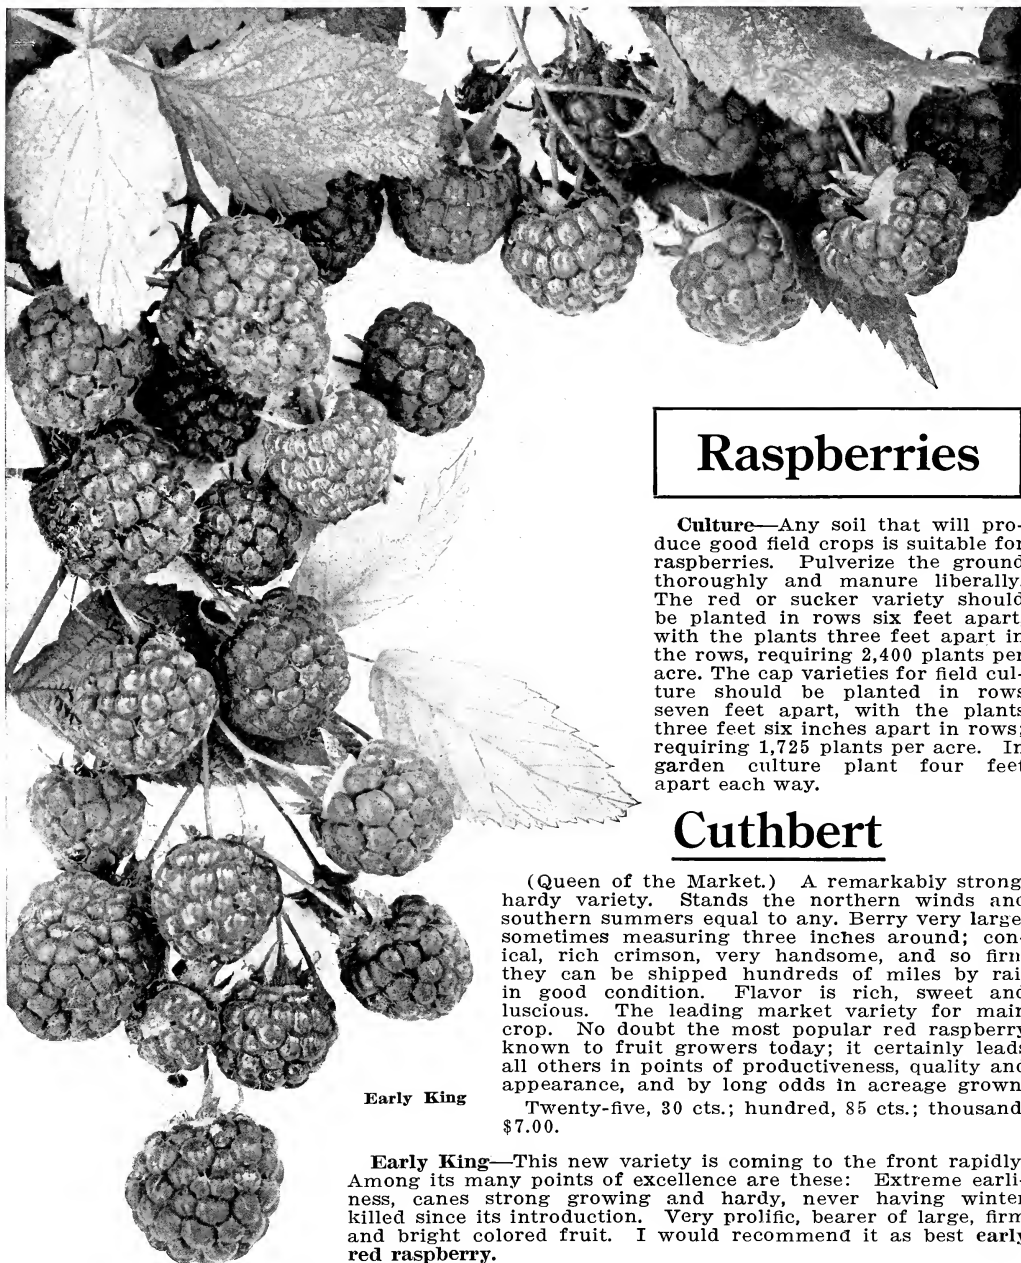 Raspberries
Culture—Any soil that will pro-
duce good field crops is suitable for
raspberries. Pulverize the ground
thoroughly and manure liberally.
The red or sucker variety should
be planted in rows six feet apart
with the plants three feet apart in
the rows, requiring 2,400 plants per
acre. The cap varieties for field cul-
ture should be planted in rows
seven feet apart, with the plants
three feet six inches apart in rows;
requiring 1,725 plants per acre. In
garden culture plant four feet
apart each way.
Cuthbert
(Queen of the Market.) A remarkably strong
hardy variety. Stands the northern winds and
southern summers equal to any. Berry very large
sometimes measuring three inches around; con-
ical, rich crimson, very handsome, and so firm
they can be shipped hundreds of miles by rail
in good condition. Flavor is rich, sweet and
luscious. The leading market variety for main
crop. No doubt the most popular red raspberry
known to fruit growers today; it certainly leads
all others in points of productiveness, quality and
appearance, and by long odds in acreage grown
Twenty-five, 30 cts.; hundred, 85 cts.; thousand
$7.00.
Early King
Early King—This new variety is coming to the front rapidly
Among its many points of excellence are these: Extreme earli-
ness, canes strong growing and hardy, never having winter
killed since its introduction. Very prolific, bearer of large, firm
and bright colored fruit. I would recommend it as best early
red raspberry.